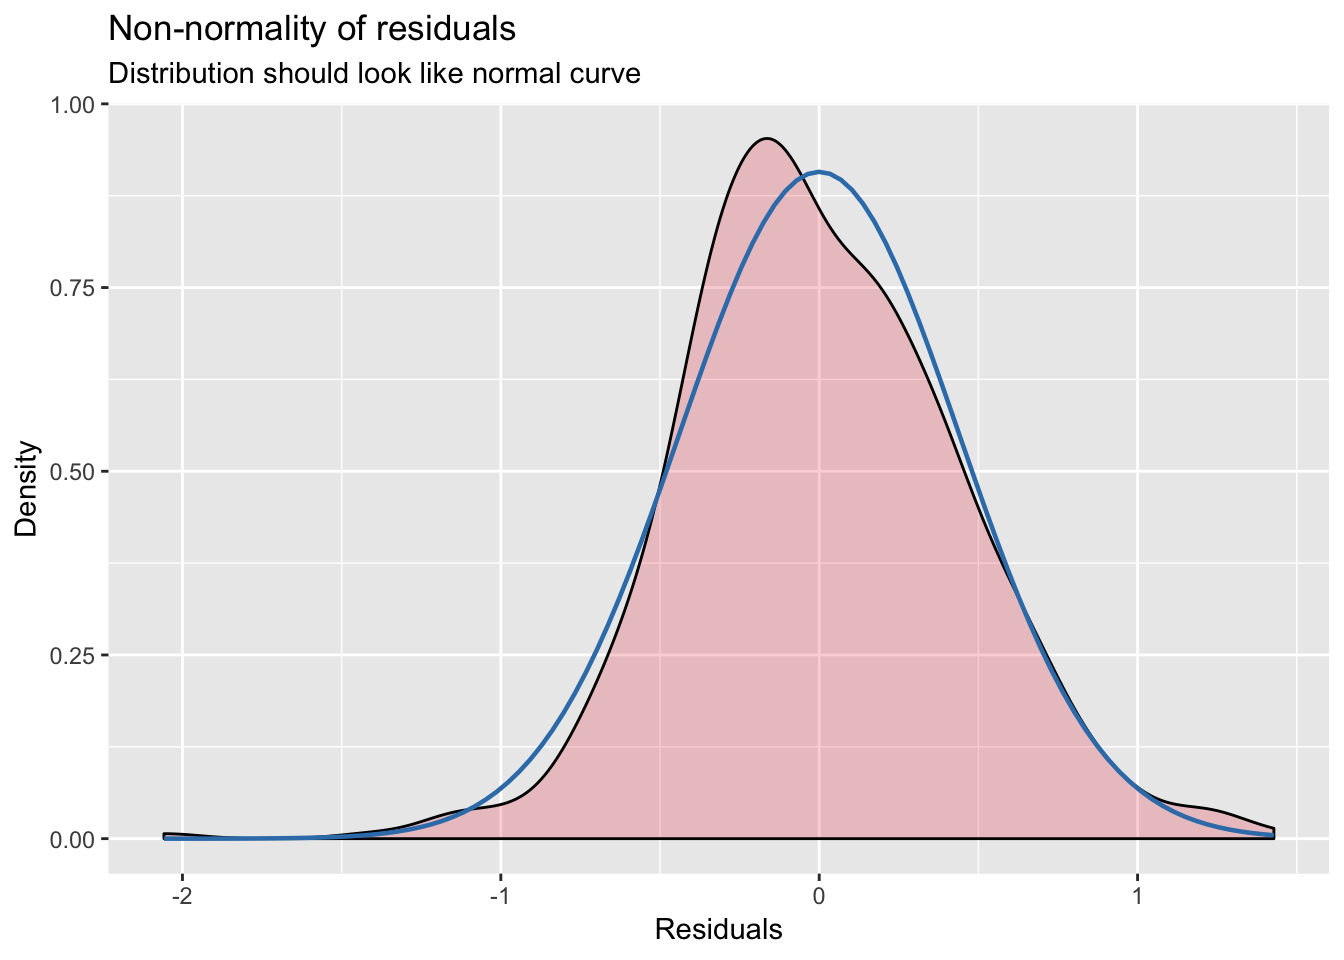 Non-normality of residuals
Distribution should look like normal curve
1.00
0.75
0.50
0.25
0.00
Density
-2 -1 0 1
Residuals